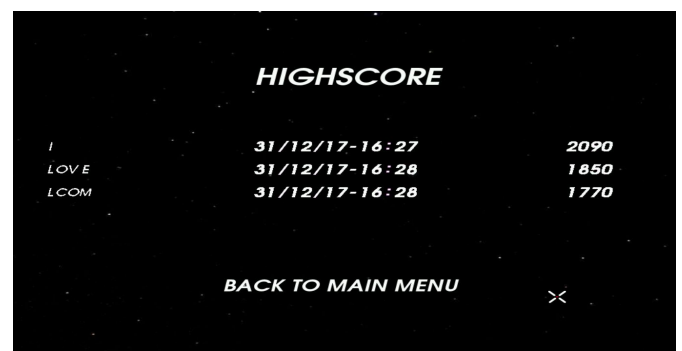 HIGHSCORE
I 31/12/17-16:27 2090
LOVE 31/12/17-16:28 1850
LCOM 31/12/17-16:28 1770
BACK TO MAIN MENU